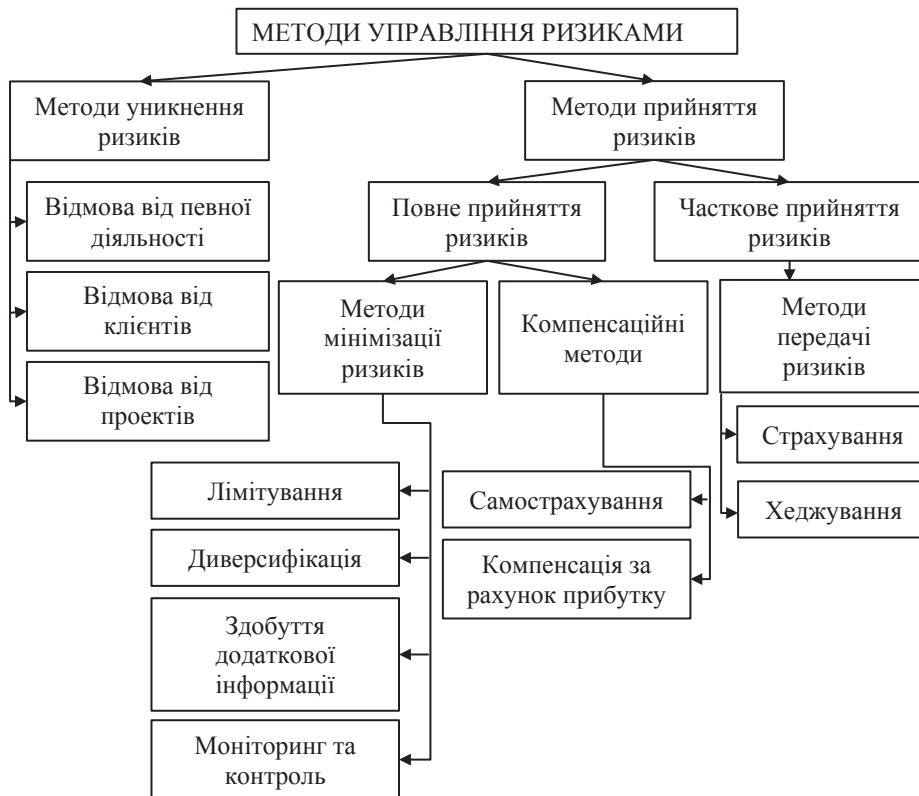 МЕТОДИ УПРАВЛІННЯ РИЗИКАМИ
Методи уникнення
ризиків
Методи прийняття
ризиків
Відмова від певної
діяльності
Відмова від
клієнтів
Відмова від
проектів
Повне прийняття
ризиків
Часткове прийняття
ризиків
Методи
мінімізації
ризиків
Компенсаційні
методи
Методи
передачі
ризиків
Лімітування
Диверсифікація
Здобуття
додаткової
інформації
Моніторинг та
контроль
Самострахування
Компенсація за
рахунок прибутку
Страхування
Хеджування